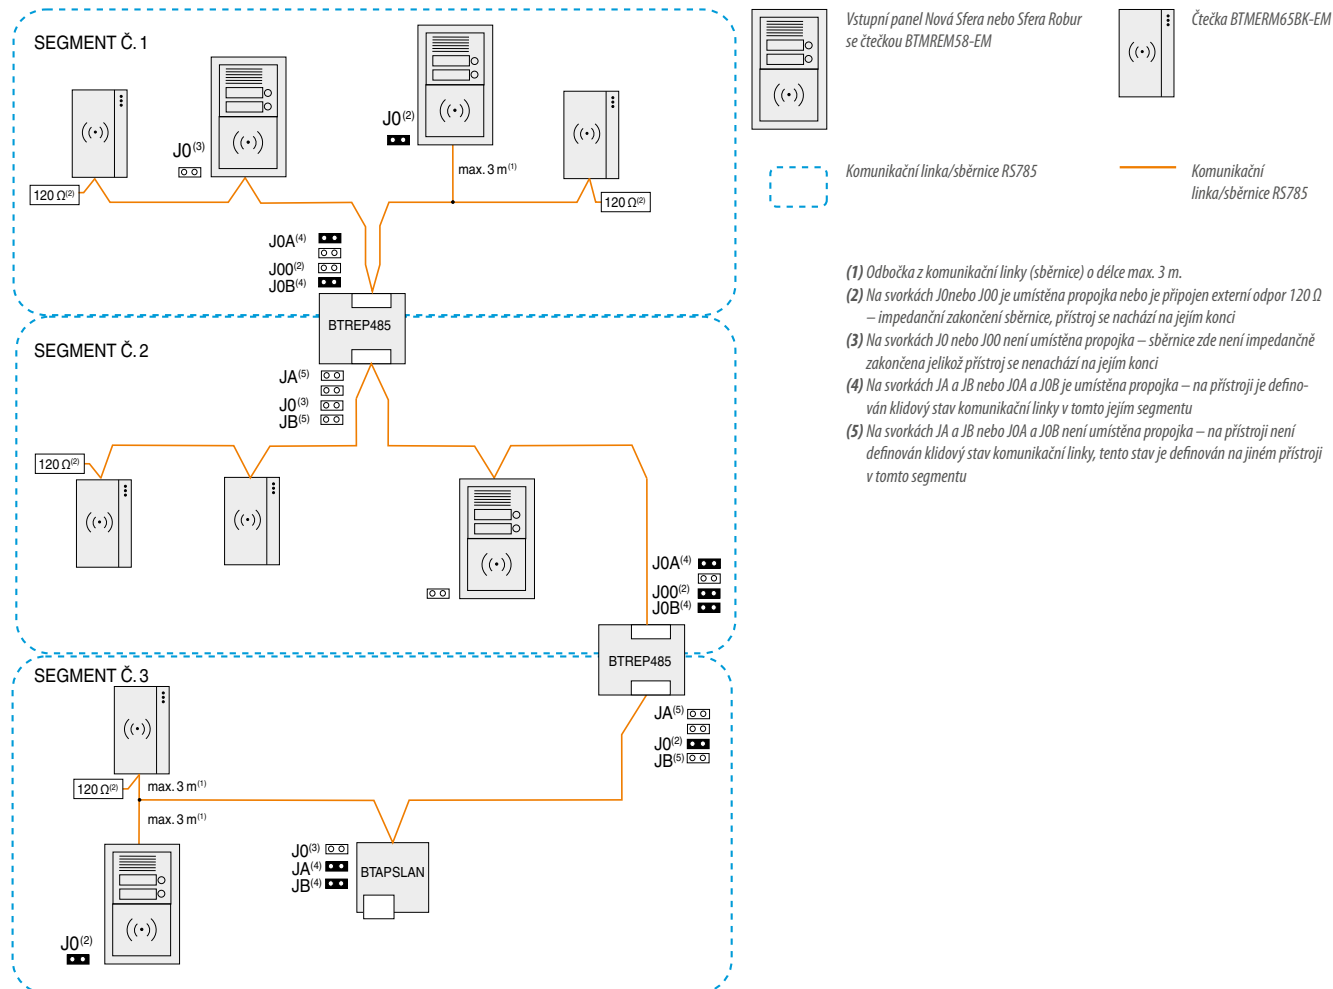 SEGMENT Č. 1
J0(3)
J0(2)
max. 3 m(1)
120 Ω(2)
120 Ω(2)
J0A(4)
J00(2)
J0B(4)
BTREP485
SEGMENT Č. 2
JA(5)
J0(3)
JB(5)
120 Ω(2)
J0A(4)
J00(2)
J0B(4)
BTREP485
SEGMENT Č. 3
JA(5)
J0(2)
JB(5)
120 Ω(2)
max. 3 m(1)
max. 3 m(1)
J0(3)
JA(4)
JB(4)
BTAPSLAN
J0(2)
Vstupní panel Nová Sfera nebo Sfera Robur
se čtečkou BTMREM58-EM
Čtečka BTMERM65BK-EM
Komunikační linka/sběrnice RS785
Komunikační
linka/sběrnice RS785
(1) Odbočka z komunikační linky (sběrnice) o délce max. 3 m.
(2) Na svorkách J0nebo J00 je umístěna propojka nebo je připojen externí odpor 120 Ω
– impedanční zakončení sběrnice, přístroj se nachází na jejím konci
(3) Na svorkách J0 nebo J00 není umístěna propojka – sběrnice zde není impedančně
zakončena jelikož přístroj se nenachází na jejím konci
(4) Na svorkách JA a JB nebo J0A a J0B je umístěna propojka – na přístroji je defino-
ván klidový stav komunikační linky v tomto jejím segmentu
(5) Na svorkách JA a JB nebo J0A a J0B není umístěna propojka – na přístroji není
definován klidový stav komunikační linky, tento stav je definován na jiném přístroji
v tomto segmentu